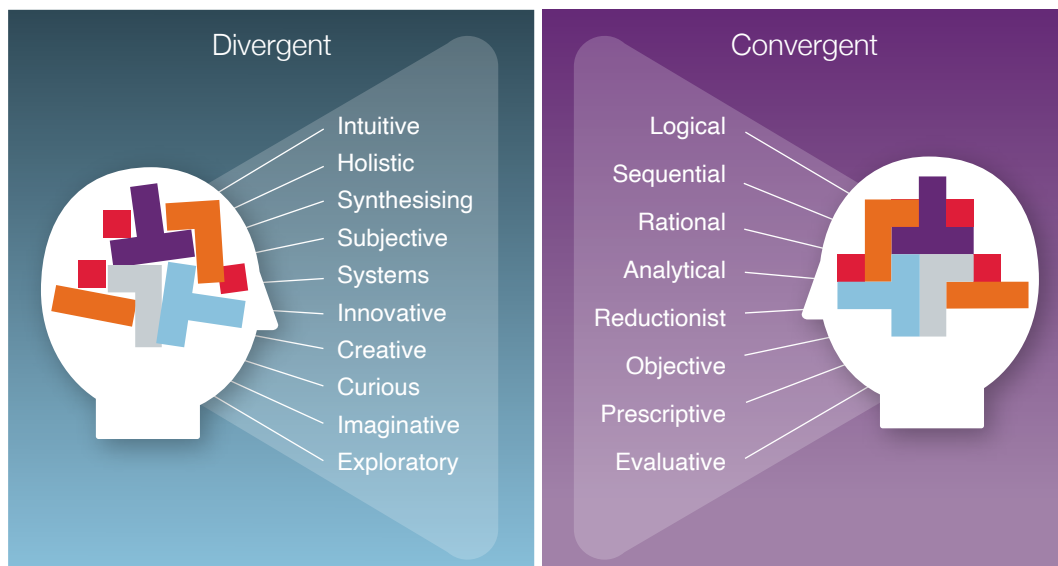 Divergent
Intuitive
Holistic
Synthesising
Subjective
Systems
Innovative
Creative
Curious
Imaginative
Exploratory
Convergent
Logical
Sequential
Rational
Analytical
Reductionist
Objective
Prescriptive
Evaluative